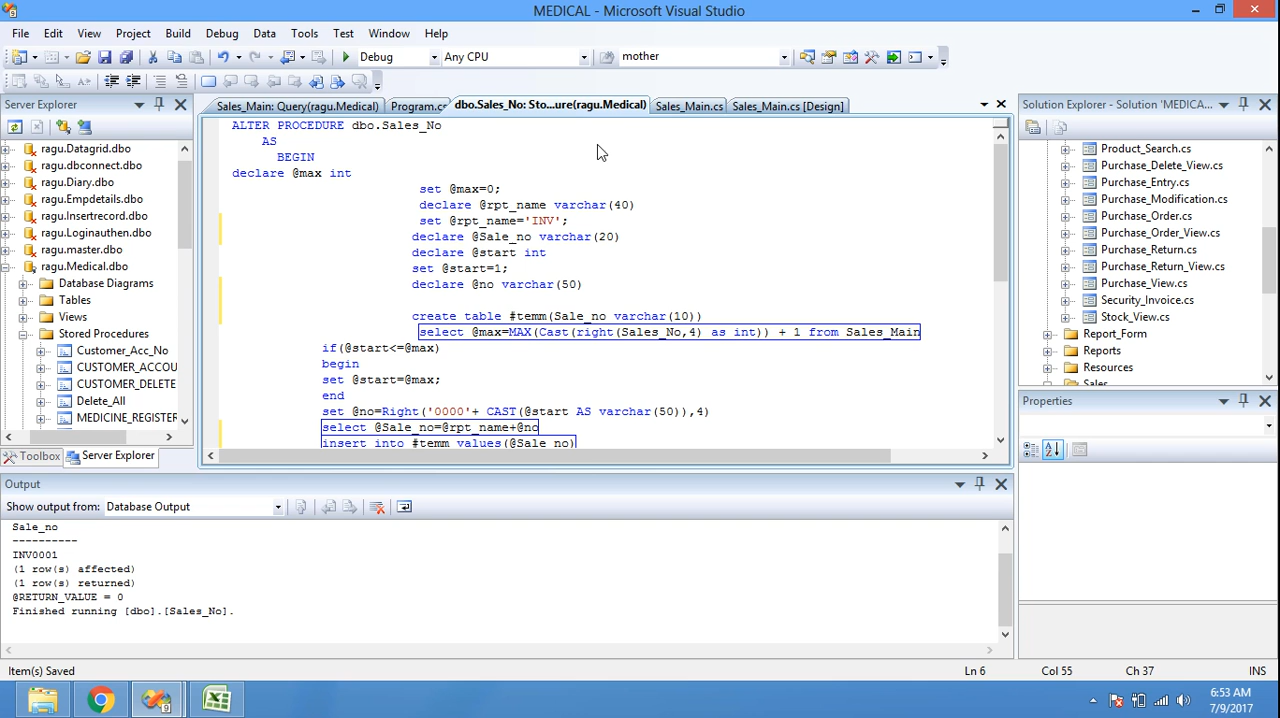 MEDICAL - Microsoft Visual Studio
File Edit View Project Build Debug Data Tools Test Window Help
Debug Any CPU mother
Server Explorer
ragu.Datagrid.dbo
ragu.dbconnect.dbo
ragu.Diary.dbo
ragu.Empdetails.dbo
ragu.Insertrecord.dbo
ragu.Loginauthen.dbo
ragu.master.dbo
ragu.Medical.dbo
Database Diagrams
Tables
Views
Stored Procedures
Customer_Acc_No
CUSTOMER_ACCOU
CUSTOMER_DELETE
Delete_All
MEDICINE_REGISTER
Toolbox Server Explorer
Sales_Main: Query(ragu.Medical) Program.cs dbo.Sales_No: Sto...ure(ragu.Medical) Sales_Main.cs Sales_Main.cs [Design]
ALTER PROCEDURE dbo.Sales_No
AS
BEGIN
declare @max int
set @max=0;
declare @rpt_name varchar(40)
set @rpt_name='INV';
declare @Sale_no varchar(20)
declare @start int
set @start=1;
declare @no varchar(50)
create table #temm(Sale_no varchar(10))
select @max=MAX(Cast(right(Sales_No,4) as int)) + 1 from Sales_Main
if(@start<=@max)
begin
set @start=@max;
end
set @no=Right('0000'+ CAST(@start AS varchar(50)),4)
select @Sale_no=@rpt_name+@no
insert into #temm values(@Sale_no)
Solution Explorer - Solution 'MEDICAL...
Product_Search.cs
Purchase_Delete_View.cs
Purchase_Entry.cs
Purchase_Modification.cs
Purchase_Order.cs
Purchase_Order_View.cs
Purchase_Return.cs
Purchase_Return_View.cs
Purchase_View.cs
Security_Invoice.cs
Stock_View.cs
Report_Form
Reports
Resources
Sales
Properties
Output
Show output from: Database Output
Sale_no
----------
INV0001
(1 row(s) affected)
(1 row(s) returned)
@RETURN_VALUE = 0
Finished running [dbo].[Sales_No].
Item(s) Saved Ln 6 Col 55 Ch 37 INS
6:53 AM
7/9/2017